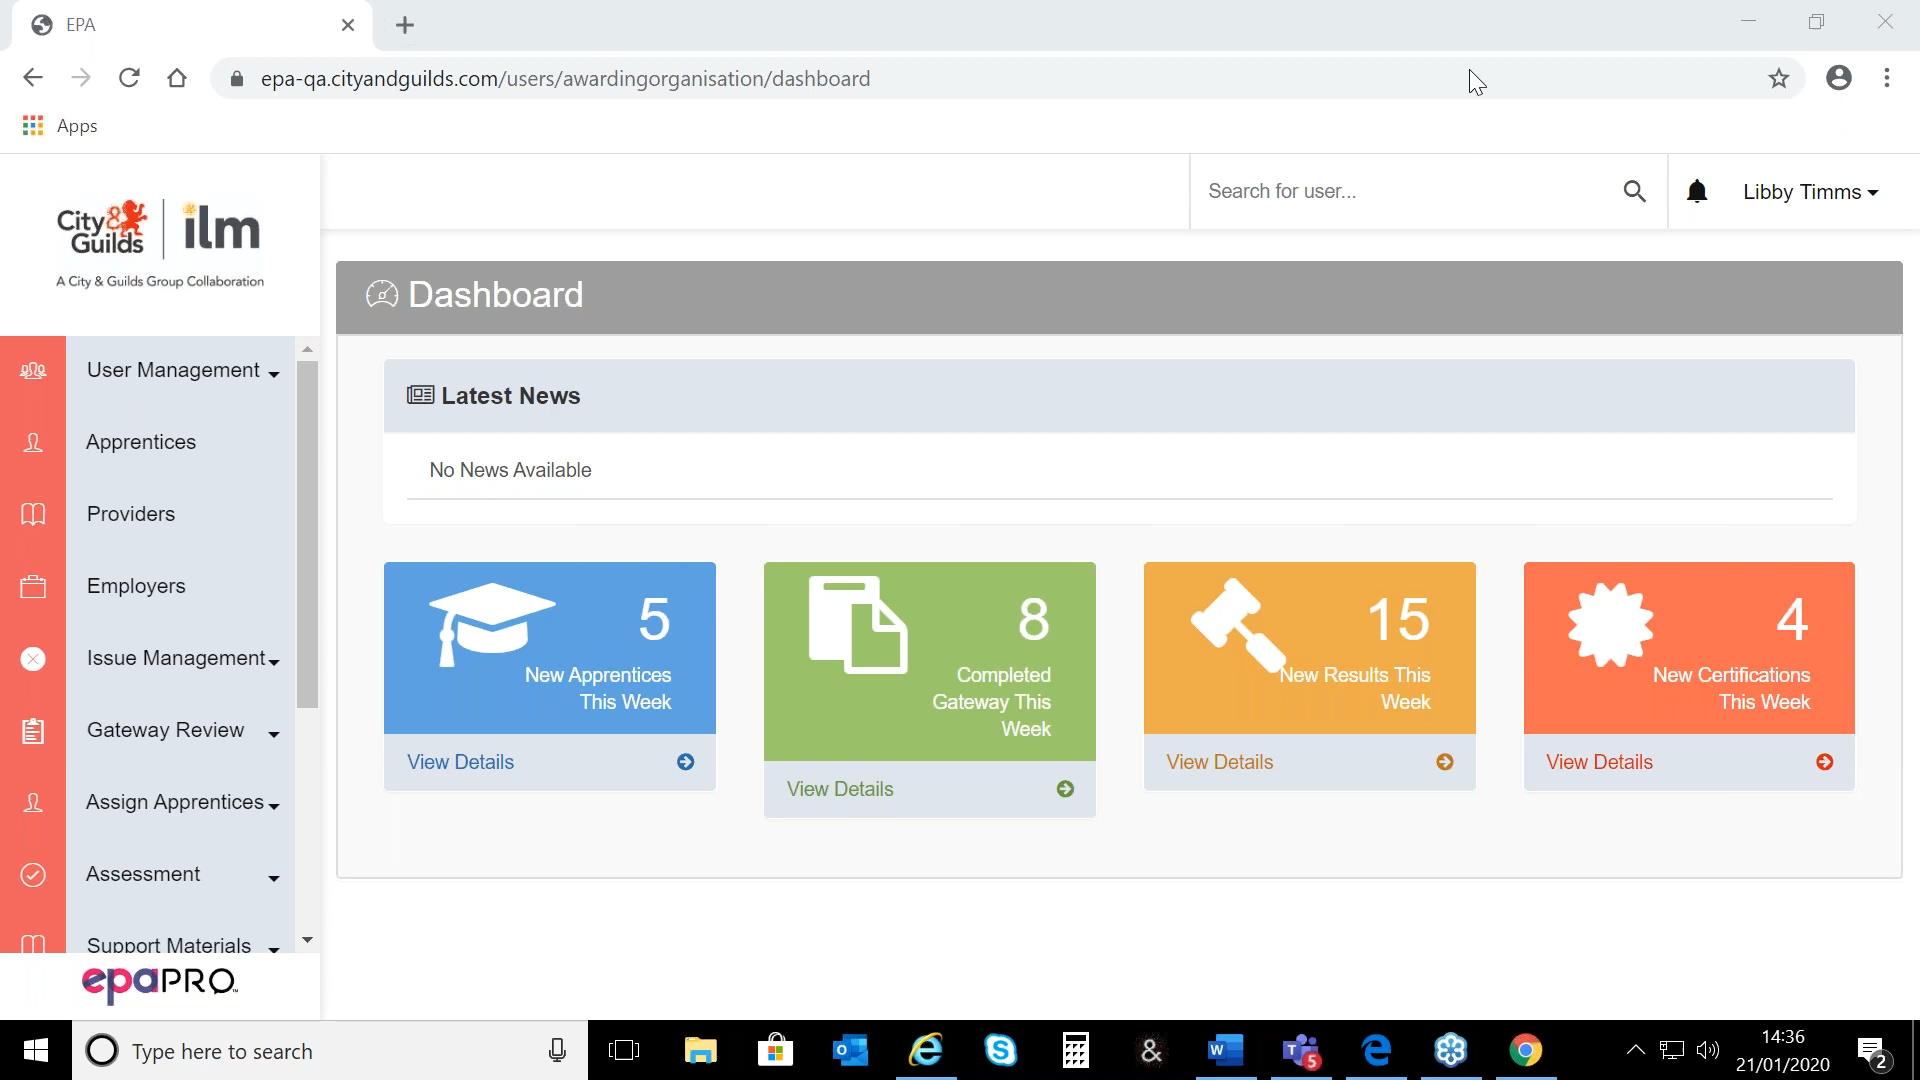 EPA
epa-qa.cityandguilds.com/users/awardingorganisation/dashboard
Apps
City & Guilds
ilm
A City & Guilds Group Collaboration
Search for user...
Libby Timms
Dashboard
User Management
Apprentices
Providers
Employers
Issue Management
Gateway Review
Assign Apprentices
Assessment
Support Materials
epaPRO™
Latest News
No News Available
5
New Apprentices
This Week
View Details
8
Completed
Gateway This
Week
View Details
15
New Results This
Week
View Details
4
New Certifications
This Week
View Details
Type here to search
&
5
14:36
21/01/2020
2